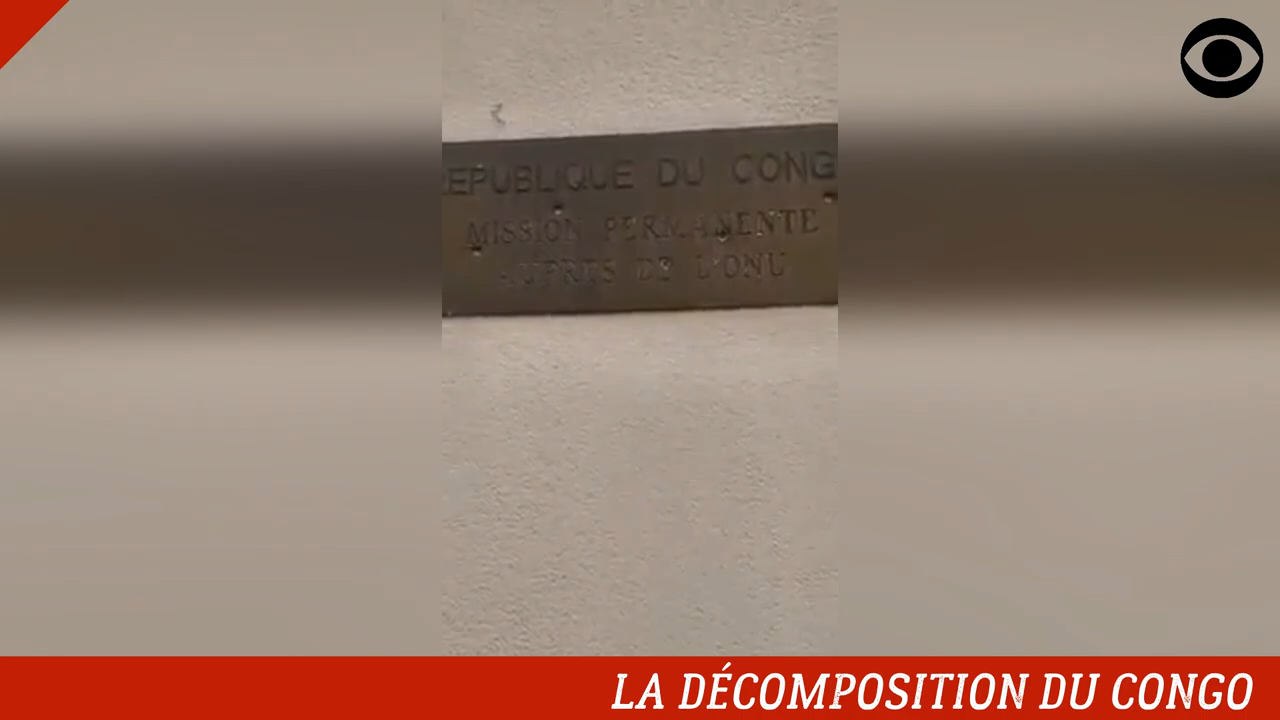 EPUBLIQUE DU CONG
MISSION PERMANENTE
AUPRES DE L'ONU
LA DÉCOMPOSITION DU CONGO